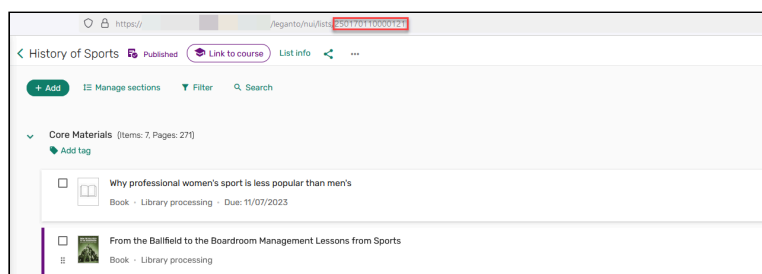 https:// /leganto/nui/lists/250170110000121
History of Sports Published Link to course List info ...
+ Add Manage sections Filter Search
Core Materials (Items: 7, Pages: 271)
Add tag
Why professional women's sport is less popular than men's
Book · Library processing · Due: 11/07/2023
From the Ballfield to the Boardroom Management Lessons from Sports
Book · Library processing